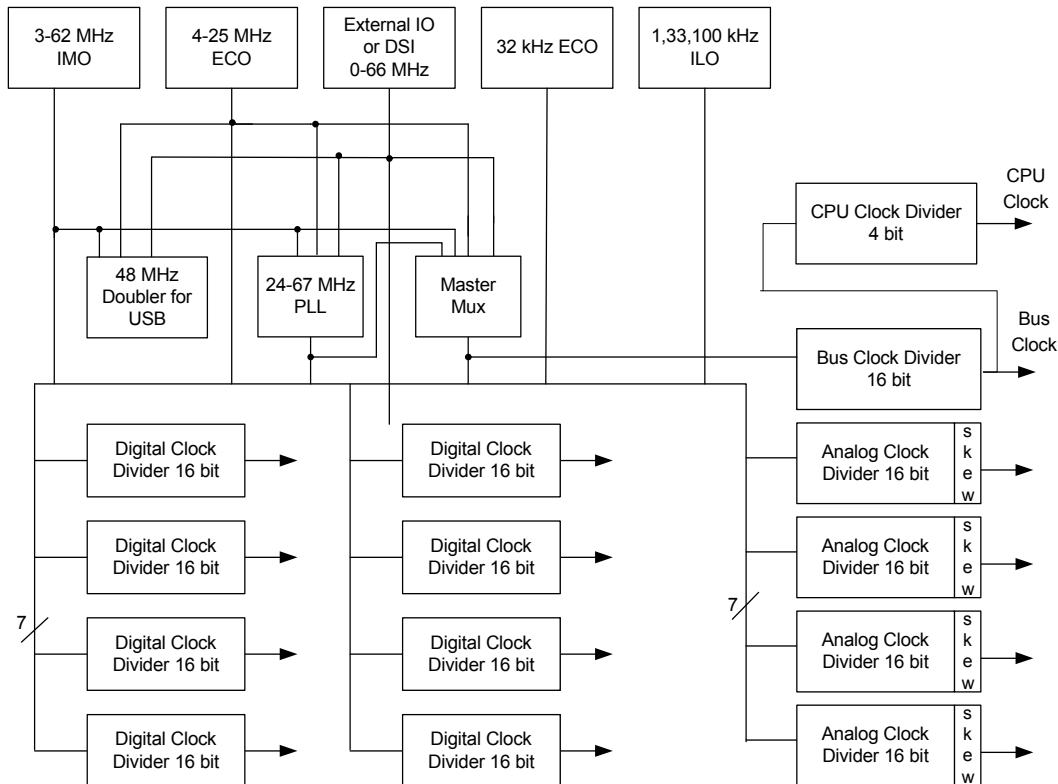 3-62 MHz
IMO
4-25 MHz
ECO
External IO
or DSI
0-66 MHz
32 kHz ECO
1,33,100 kHz
ILO
CPU
Clock
CPU Clock Divider
4 bit
48 MHz
Doubler for
USB
24-67 MHz
PLL
Master
Mux
Bus
Clock
Bus Clock Divider
16 bit
Digital Clock
Divider 16 bit
Digital Clock
Divider 16 bit
Analog Clock
Divider 16 bit
s
k
e
w
Digital Clock
Divider 16 bit
Digital Clock
Divider 16 bit
Analog Clock
Divider 16 bit
s
k
e
w
7
7
Digital Clock
Divider 16 bit
Digital Clock
Divider 16 bit
Analog Clock
Divider 16 bit
s
k
e
w
Digital Clock
Divider 16 bit
Digital Clock
Divider 16 bit
Analog Clock
Divider 16 bit
s
k
e
w